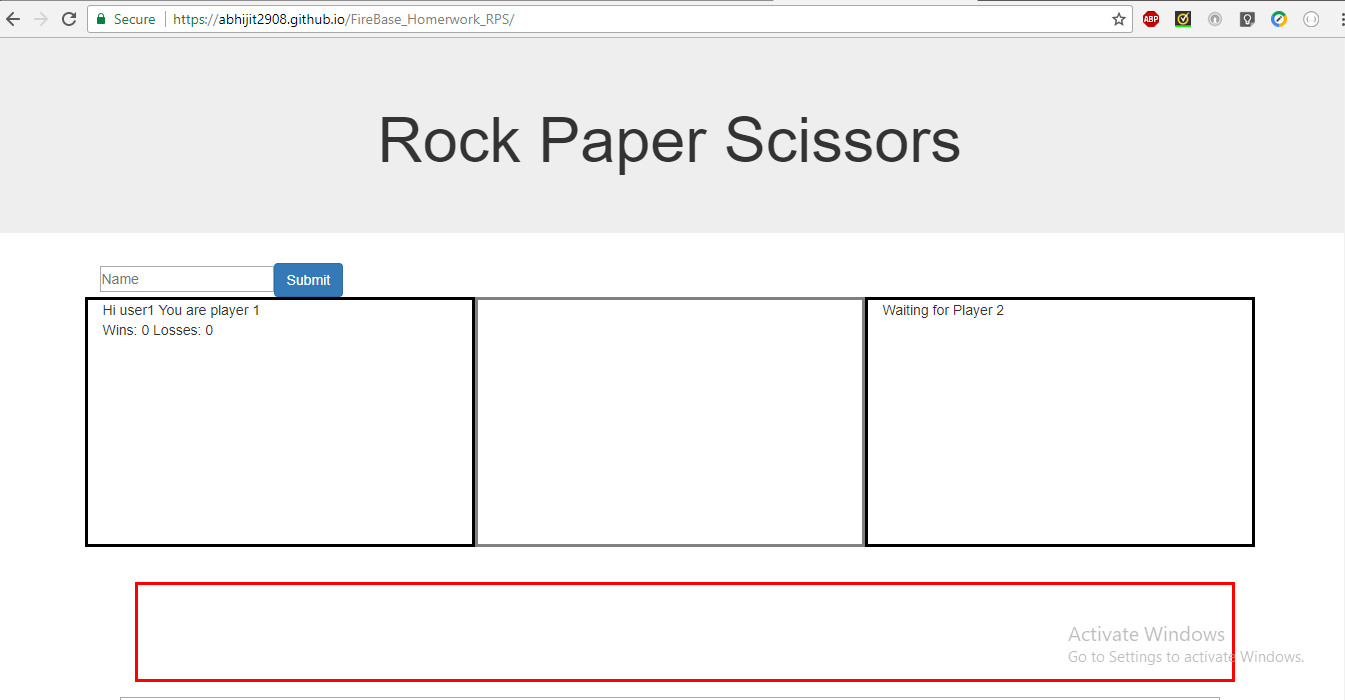 Secure https://abhijit2908.github.io/FireBase_Homerwork_RPS/
ABP
Rock Paper Scissors
Name Submit
Hi user1 You are player 1
Wins: 0 Losses: 0
Waiting for Player 2
Activate Windows
Go to Settings to activate Windows.